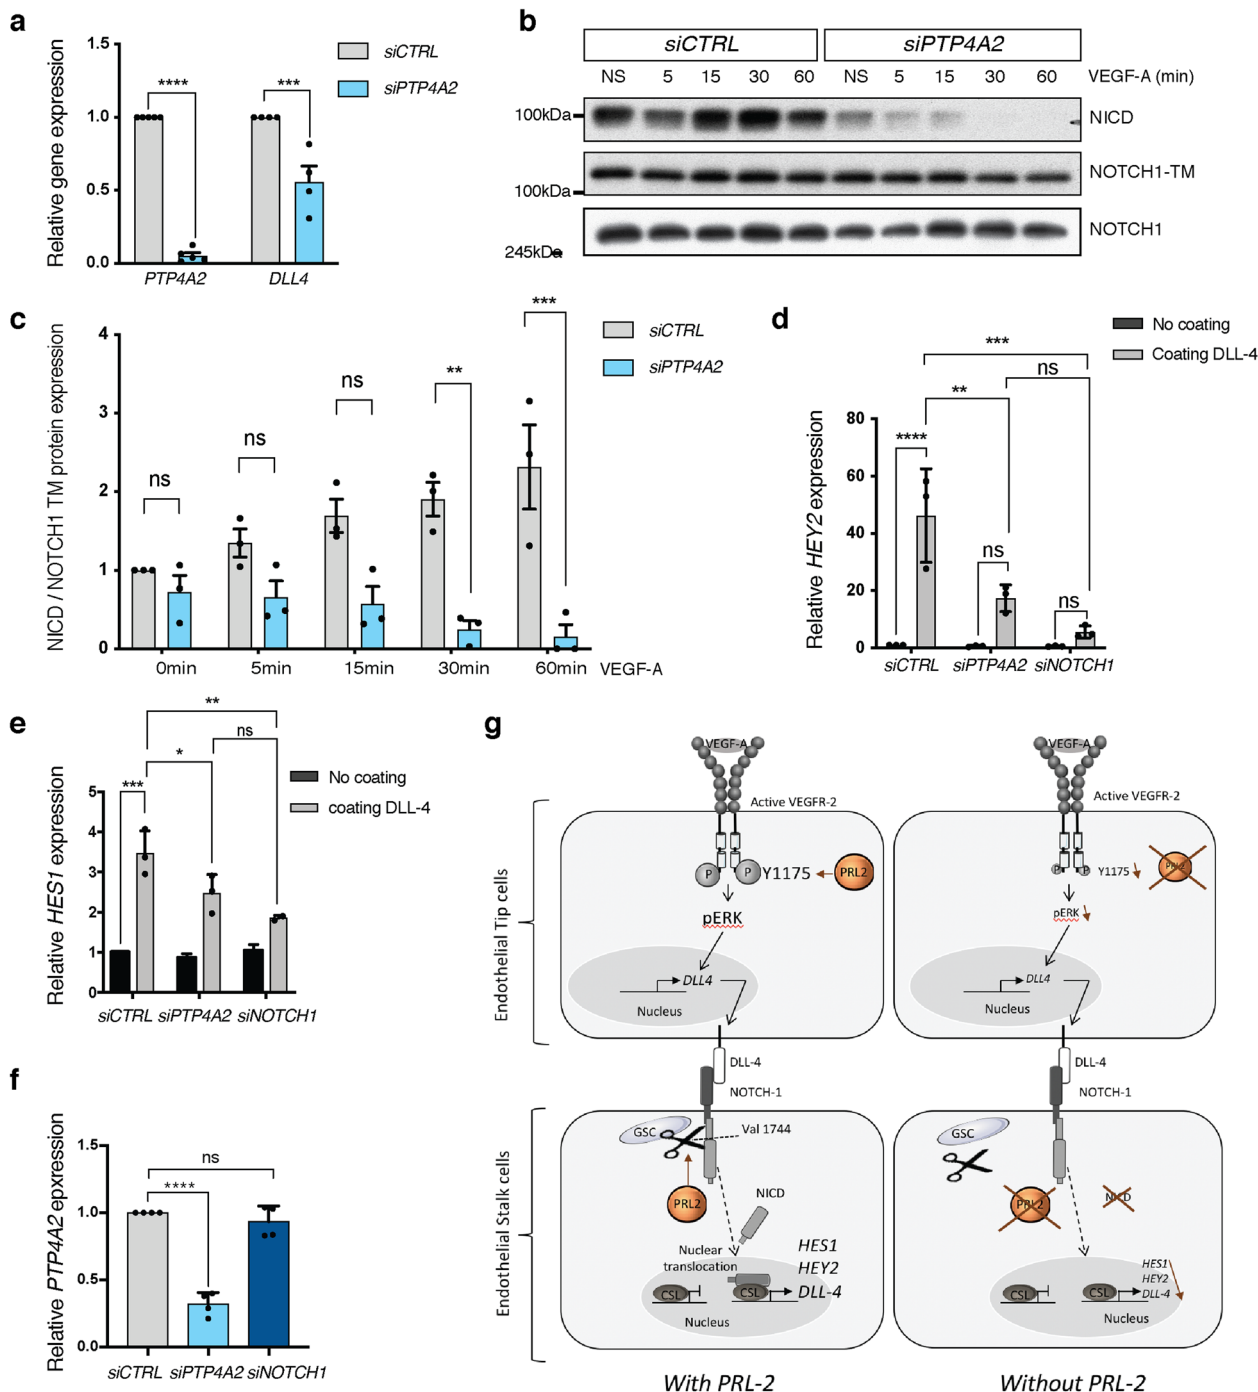 a
Relative gene expression
1.5
1.0
0.5
0.0
****
***
PTP4A2
DLL4
siCTRL
siPTP4A2
b
siCTRL
siPTP4A2
NS 5 15 30 60 NS 5 15 30 60 VEGF-A (min)
100kDa
NICD
100kDa
NOTCH1-TM
245kDa
NOTCH1
c
NICD / NOTCH1 TM protein expression
4
3
2
1
0
ns
ns
ns
**
***
0min 5min 15min 30min 60min VEGF-A
siCTRL
siPTP4A2
d
No coating
Coating DLL-4
Relative HEY2 expression
80
60
40
20
0
***
ns
**
****
ns
ns
siCTRL siPTP4A2 siNOTCH1
e
Relative HES1 expression
5
4
3
2
1
0
**
ns
*
***
No coating
coating DLL-4
siCTRL siPTP4A2 siNOTCH1
f
Relative PTP4A2 epxression
1.5
1.0
0.5
0.0
ns
****
siCTRL siPTP4A2 siNOTCH1
g
Endothelial Tip cells
Endothelial Stalk cells
VEGF-A
Active VEGFR-2
P P Y1175 PRL2
pERK
DLL4
Nucleus
DLL-4
NOTCH-1
GSC
Val 1744
PRL2
NICD
Nuclear
translocation
HES1
HEY2
DLL-4
CSL CSL
Nucleus
With PRL-2
VEGF-A
Active VEGFR-2
P P Y1175 PRL2
pERK
DLL4
Nucleus
DLL-4
NOTCH-1
GSC
PRL2
NICD
HES1
HEY2
DLL-4
CSL CSL
Nucleus
Without PRL-2